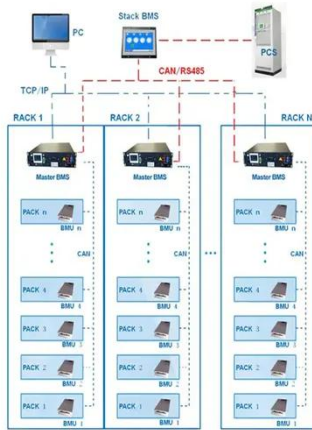 PC
Stack BMS
PCS
CAN/RS485
TCP/IP
RACK 1
RACK 2
RACK N
Master BMS
Master BMS
Master BMS
PACK n
BMU n
PACK n
BMU n
PACK n
BMU n
CAN
CAN
PACK 4
BMU 4
PACK 4
BMU 4
PACK 4
BMU 4
PACK 3
BMU 3
PACK 3
BMU 3
PACK 3
BMU 3
PACK 2
BMU 2
PACK 2
BMU 2
PACK 2
BMU 2
PACK 1
BMU 1
PACK 1
BMU 1
PACK 1
BMU 1